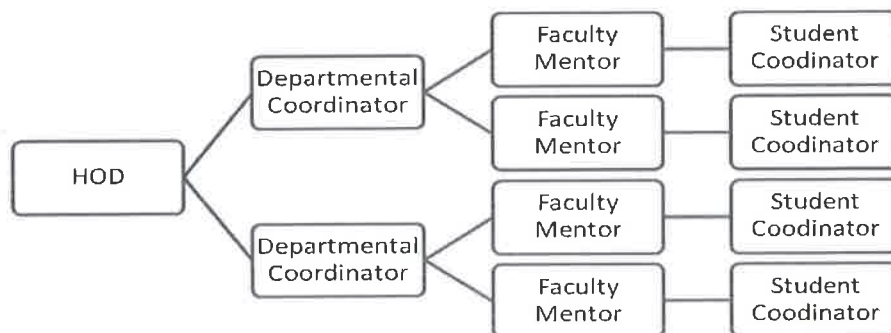 HOD
Departmental
Coordinator
Faculty
Mentor
Student
Coodinator
Faculty
Mentor
Student
Coodinator
Departmental
Coordinator
Faculty
Mentor
Student
Coodinator
Faculty
Mentor
Student
Coodinator